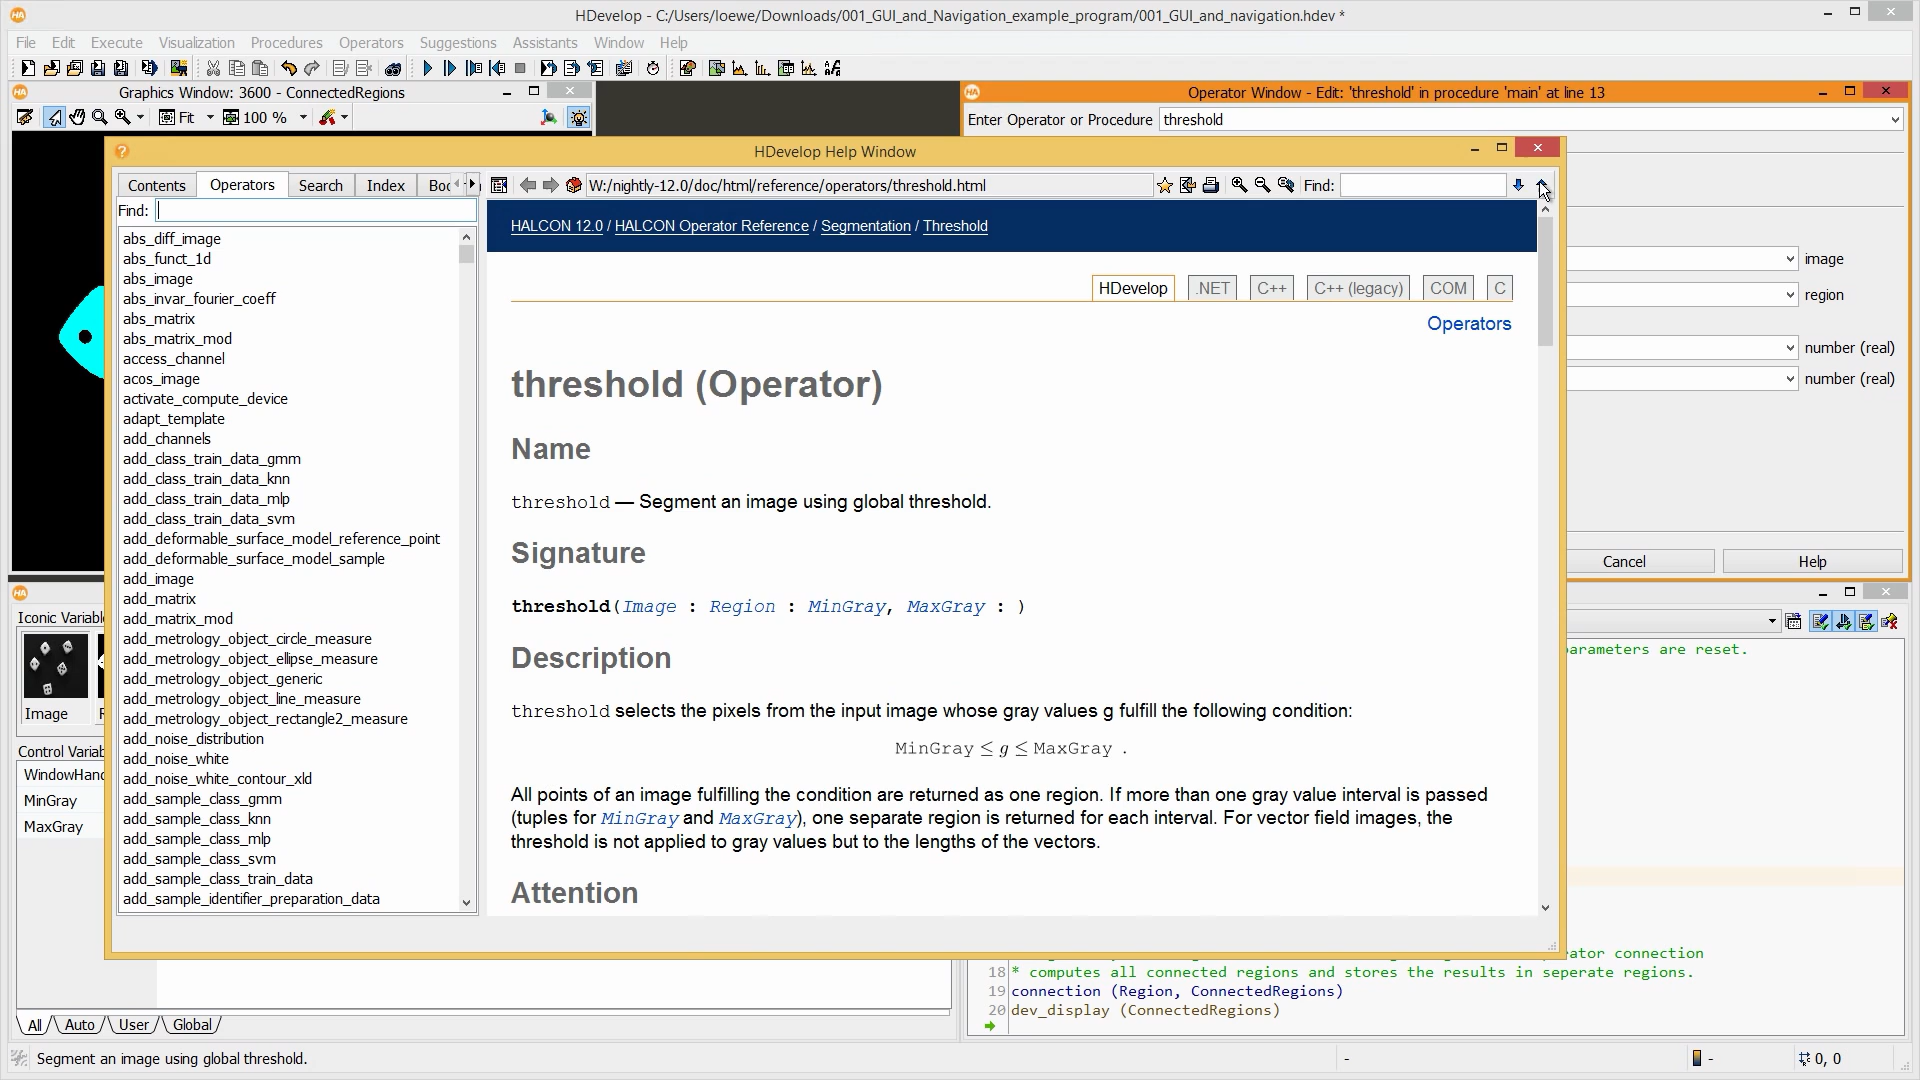 HDevelop - C:/Users/loewe/Downloads/001_GUI_and_Navigation_example_program/001_GUI_and_navigation.hdev *
File Edit Execute Visualization Procedures Operators Suggestions Assistants Window Help
Graphics Window: 3600 - ConnectedRegions
Fit 100 %
Operator Window - Edit: 'threshold' in procedure 'main' at line 13
Enter Operator or Procedure threshold
image
region
number (real)
number (real)
Cancel Help
HDevelop Help Window
Contents Operators Search Index Boo
W:/nightly-12.0/doc/html/reference/operators/threshold.html
Find:
Find:
abs_diff_image
abs_funct_1d
abs_image
abs_invar_fourier_coeff
abs_matrix
abs_matrix_mod
access_channel
acos_image
activate_compute_device
adapt_template
add_channels
add_class_train_data_gmm
add_class_train_data_knn
add_class_train_data_mlp
add_class_train_data_svm
add_deformable_surface_model_reference_point
add_deformable_surface_model_sample
add_image
add_matrix
add_matrix_mod
add_metrology_object_circle_measure
add_metrology_object_ellipse_measure
add_metrology_object_generic
add_metrology_object_line_measure
add_metrology_object_rectangle2_measure
add_noise_distribution
add_noise_white
add_noise_white_contour_xld
add_sample_class_gmm
add_sample_class_knn
add_sample_class_mlp
add_sample_class_svm
add_sample_class_train_data
add_sample_identifier_preparation_data
HALCON 12.0 / HALCON Operator Reference / Segmentation / Threshold
HDevelop .NET C++ C++ (legacy) COM C
Operators
threshold (Operator)
Name
threshold — Segment an image using global threshold.
Signature
threshold(Image : Region : MinGray, MaxGray : )
Description
threshold selects the pixels from the input image whose gray values g fulfill the following condition:
MinGray ≤ g ≤ MaxGray .
All points of an image fulfilling the condition are returned as one region. If more than one gray value interval is passed
(tuples for MinGray and MaxGray), one separate region is returned for each interval. For vector field images, the
threshold is not applied to gray values but to the lengths of the vectors.
Attention
Iconic Variabl
Image R
Control Variab
WindowHand
MinGray
MaxGray
All Auto User Global
arameters are reset.
rator connection
18 * computes all connected regions and stores the results in seperate regions.
19 connection (Region, ConnectedRegions)
20 dev_display (ConnectedRegions)
Segment an image using global threshold.
-
-
0, 0